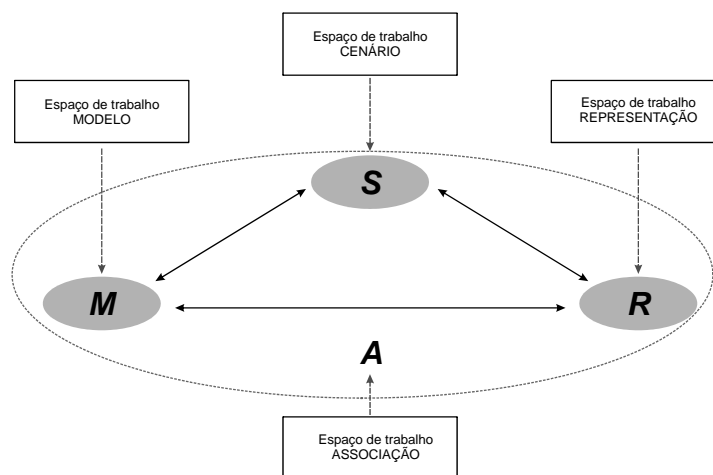 Espaço de trabalho
CENÁRIO
Espaço de trabalho
MODELO
Espaço de trabalho
REPRESENTAÇÃO
S
M
R
A
Espaço de trabalho
ASSOCIAÇÃO